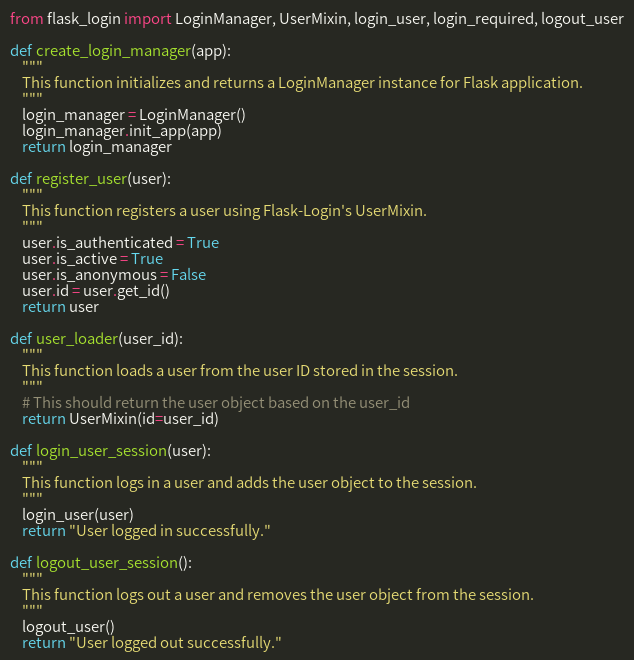 from flask_login import LoginManager, UserMixin, login_user, login_required, logout_user

def create_login_manager(app):
    """
    This function initializes and returns a LoginManager instance for Flask application.
    """
    login_manager = LoginManager()
    login_manager.init_app(app)
    return login_manager

def register_user(user):
    """
    This function registers a user using Flask-Login's UserMixin.
    """
    user.is_authenticated = True
    user.is_active = True
    user.is_anonymous = False
    user.id = user.get_id()
    return user

def user_loader(user_id):
    """
    This function loads a user from the user ID stored in the session.
    """
    # This should return the user object based on the user_id
    return UserMixin(id=user_id)

def login_user_session(user):
    """
    This function logs in a user and adds the user object to the session.
    """
    login_user(user)
    return "User logged in successfully."

def logout_user_session():
    """
    This function logs out a user and removes the user object from the session.
    """
    logout_user()
    return "User logged out successfully."